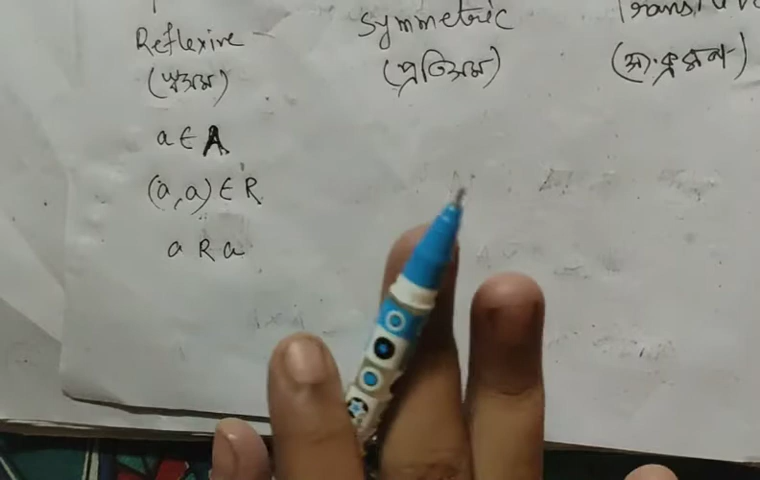 Reflexive
(স্বসম)
a ∈ A
(a, a) ∈ R
a R a
Symmetric
(প্রতিসম)